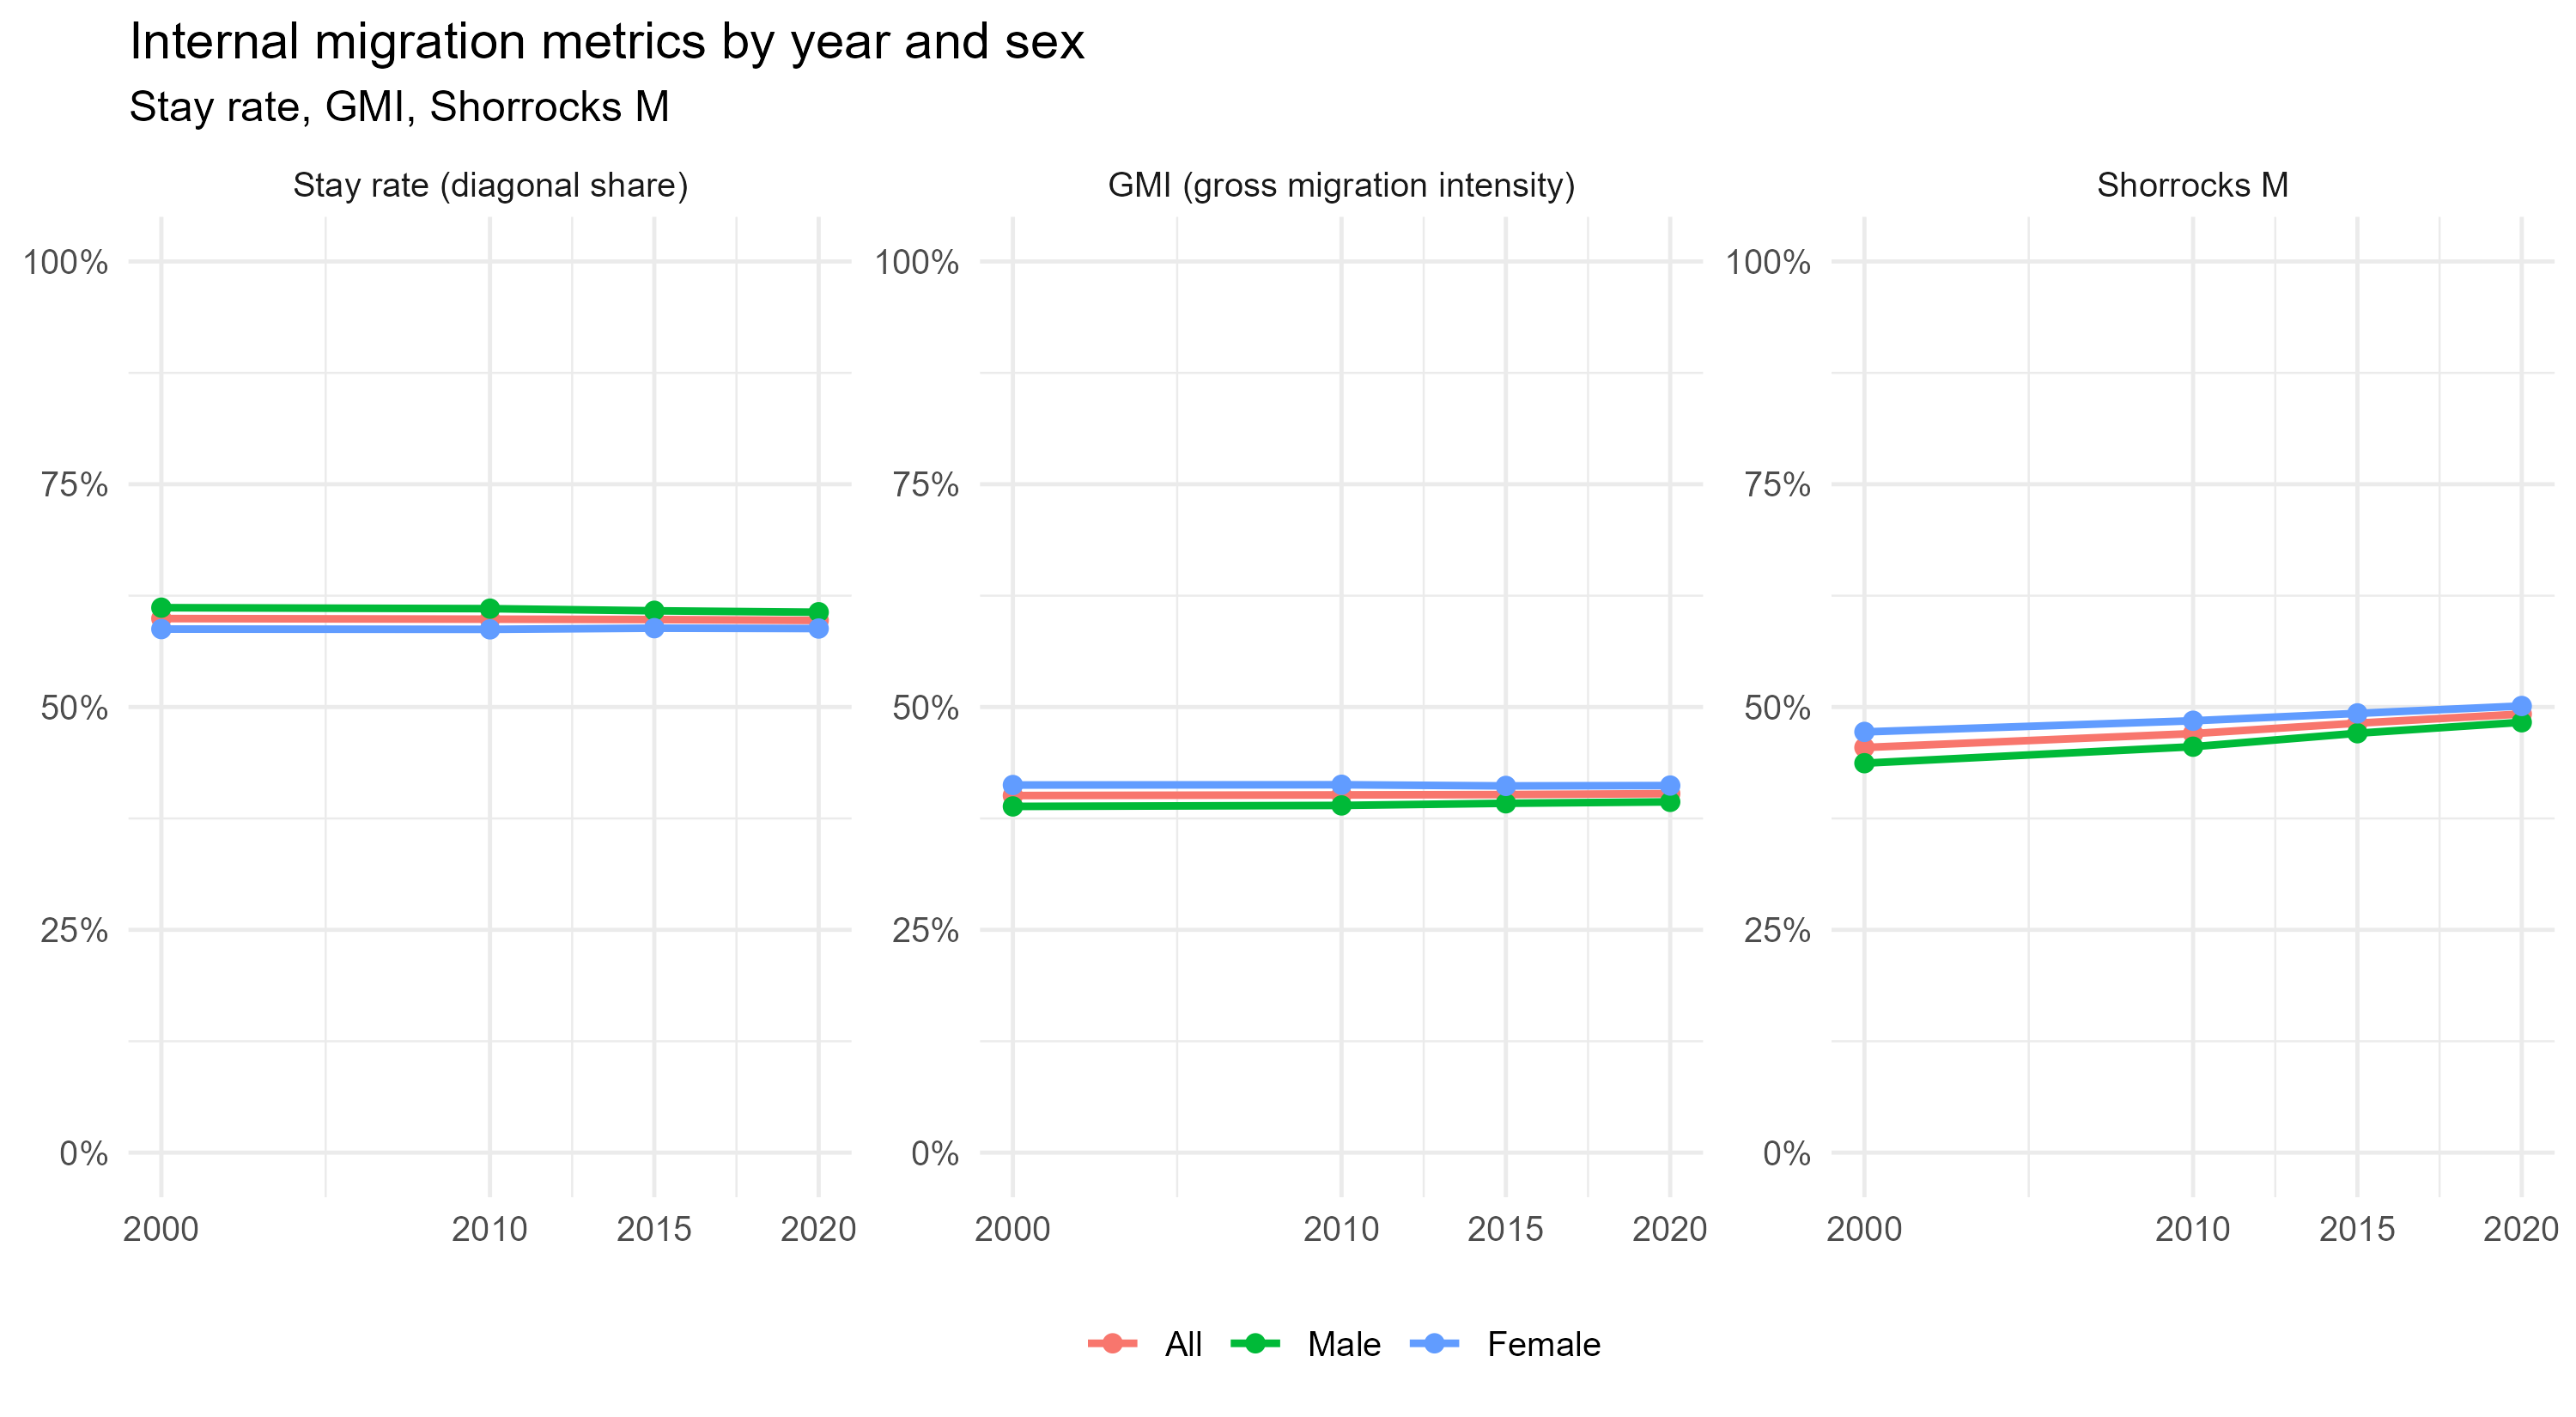 Internal migration metrics by year and sex
Stay rate, GMI, Shorrocks M
Stay rate (diagonal share)
100%
75%
50%
25%
0%
2000 2010 2015 2020
GMI (gross migration intensity)
100%
75%
50%
25%
0%
2000 2010 2015 2020
Shorrocks M
100%
75%
50%
25%
0%
2000 2010 2015 2020
All Male Female